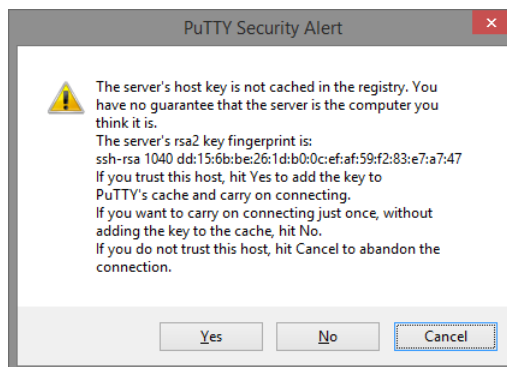 PuTTY Security Alert
The server's host key is not cached in the registry. You
have no guarantee that the server is the computer you
think it is.
The server's rsa2 key fingerprint is:
ssh-rsa 1040 dd:15:6b:be:26:1d:b0:0c:ef:af:59:f2:83:e7:a7:47
If you trust this host, hit Yes to add the key to
PuTTY's cache and carry on connecting.
If you want to carry on connecting just once, without
adding the key to the cache, hit No.
If you do not trust this host, hit Cancel to abandon the
connection.
Yes No Cancel